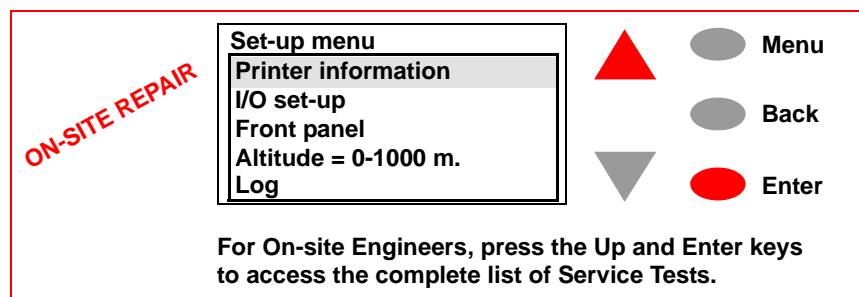 ON-SITE REPAIR
Set-up menu
Printer information
I/O set-up
Front panel
Altitude = 0-1000 m.
Log
Menu
Back
Enter
For On-site Engineers, press the Up and Enter keys
to access the complete list of Service Tests.